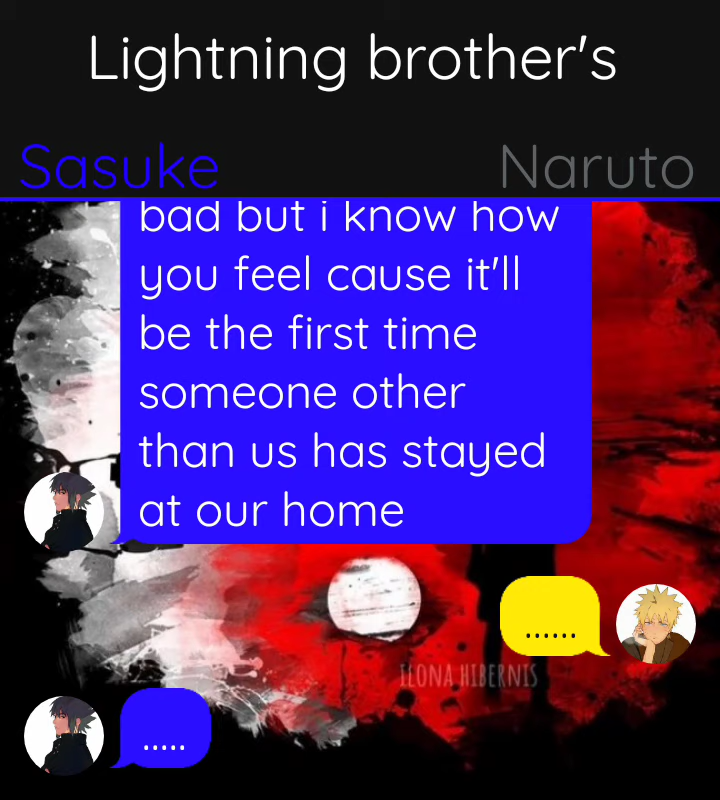 Lightning brother's
Sasuke
Naruto
bad but i know how
you feel cause it'll
be the first time
someone other
than us has stayed
at our home
......
ILONA HIBERNIS
.....